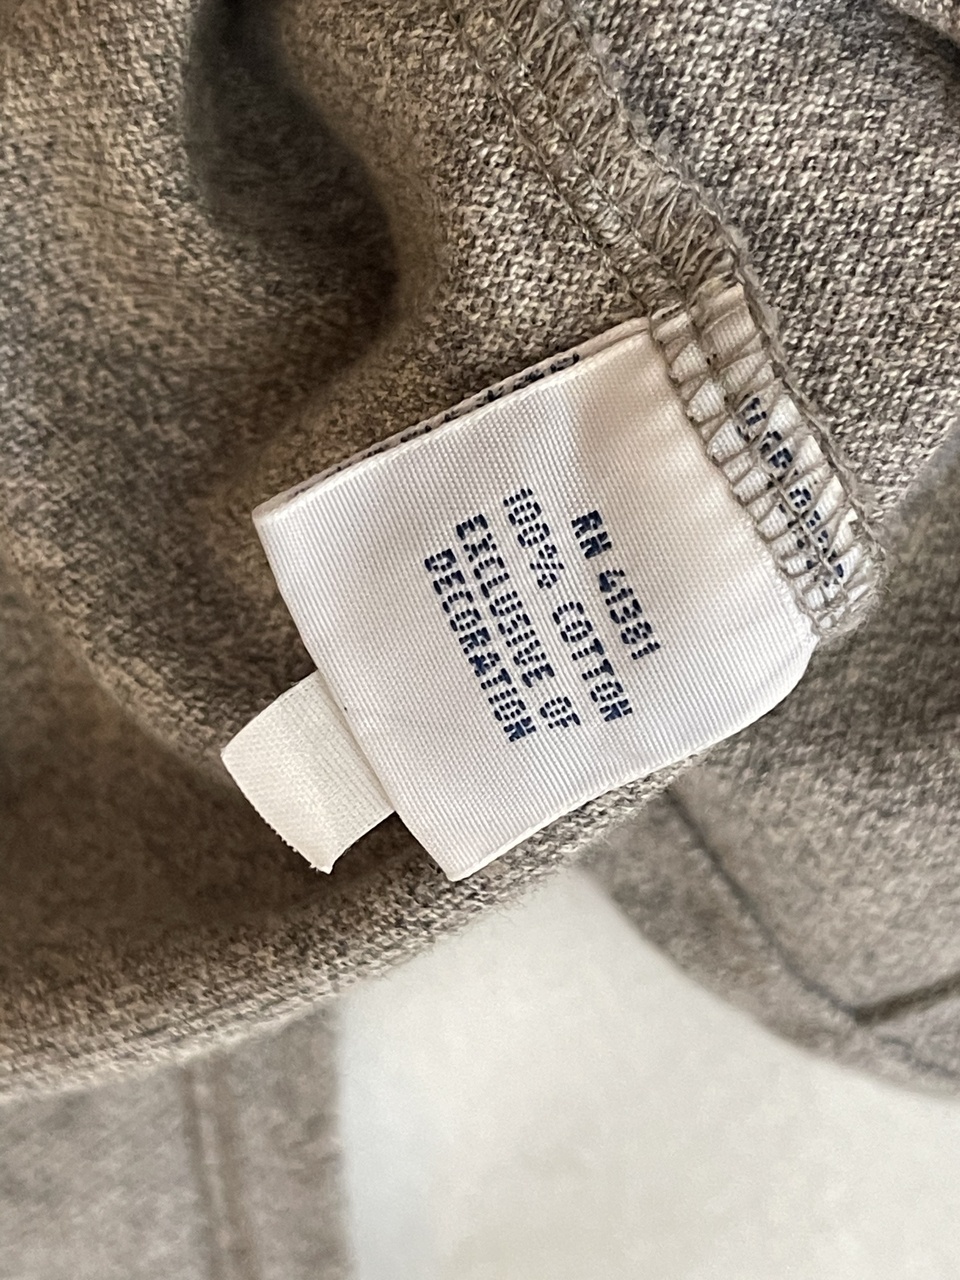 RN 41381
100% COTTON
EXCLUSIVE OF
DECORATION